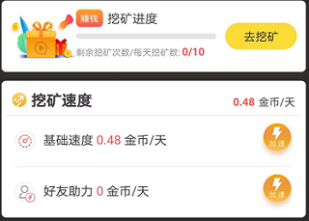 赚钱 挖矿进度
去挖矿
剩余挖矿次数/每天挖矿数: 0/10
挖矿速度 0.48 金币/天
基础速度 0.48 金币/天
加速
好友助力 0 金币/天
加速